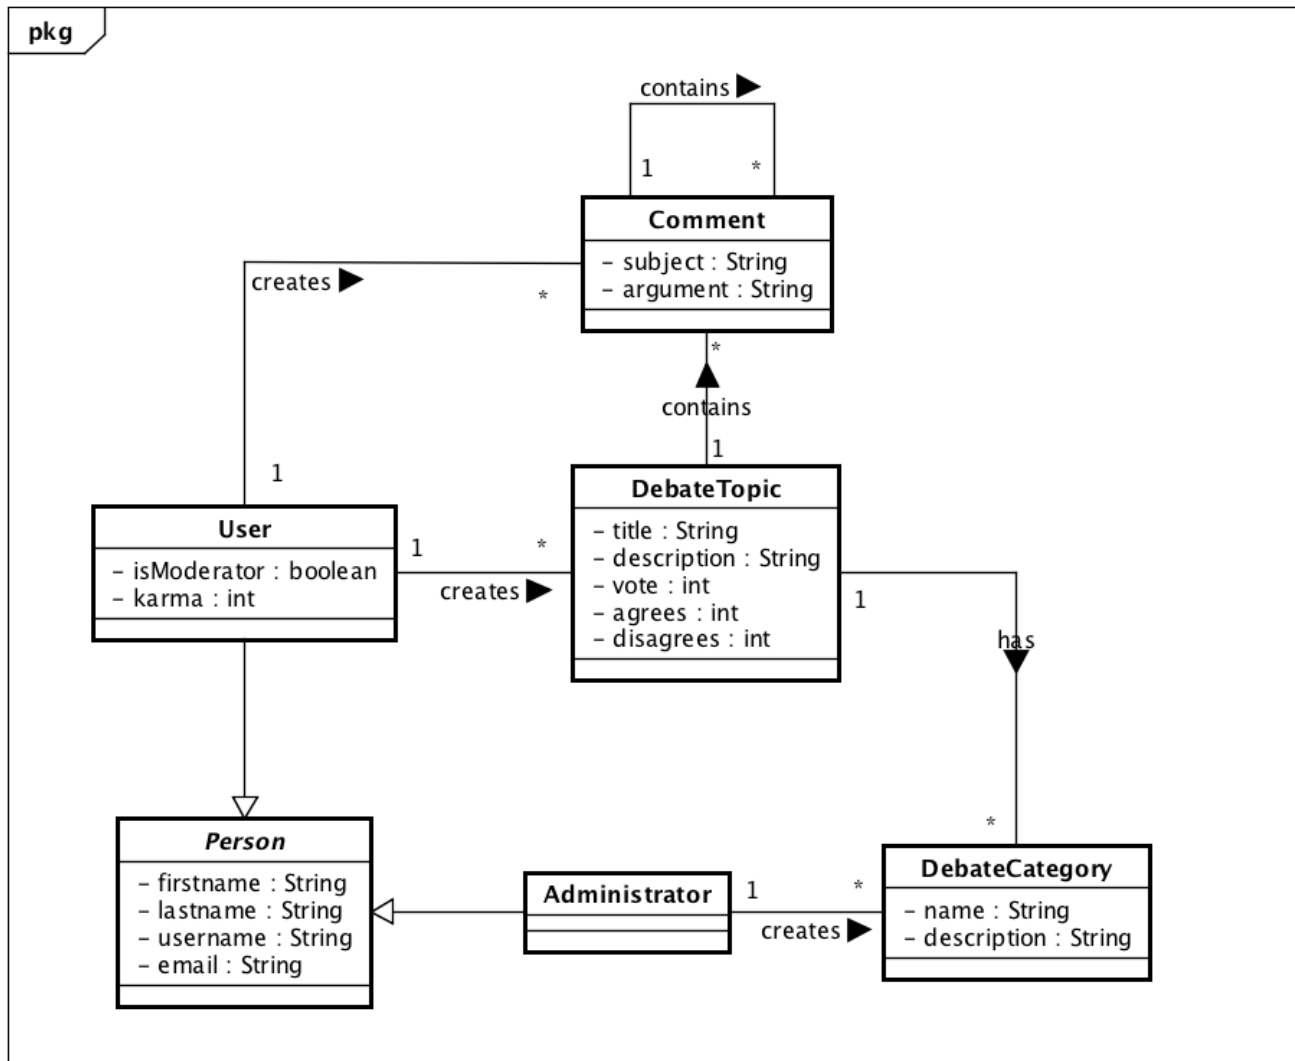 pkg
contains ▶
1 *
Comment
– subject : String
– argument : String
creates ▶
*
*
contains
1
1
DebateTopic
– title : String
– description : String
– vote : int
– agrees : int
– disagrees : int
User
– isModerator : boolean
– karma : int
1 *
creates ▶
1
has
*
Person
– firstname : String
– lastname : String
– username : String
– email : String
Administrator
1 *
creates ▶
DebateCategory
– name : String
– description : String